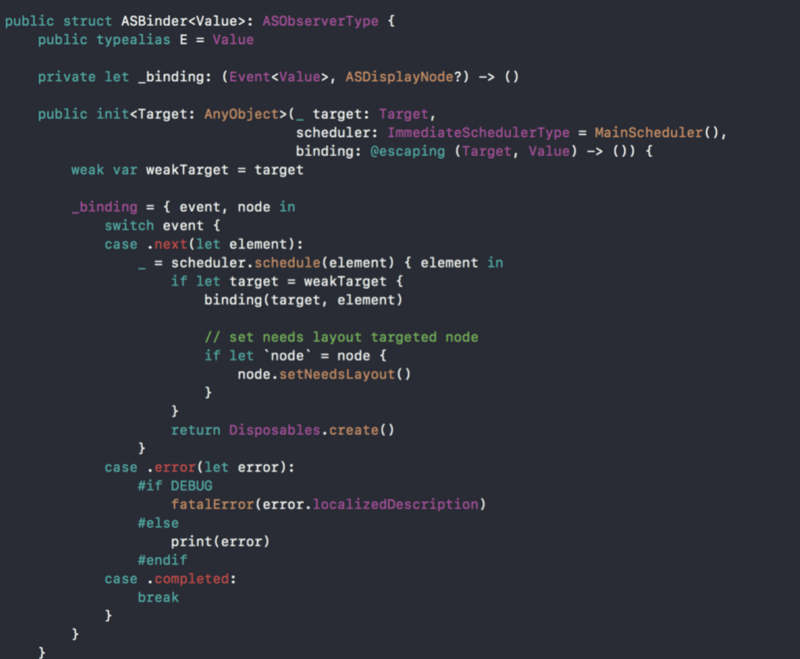 public struct ASBinder<Value>: ASObserverType {
    public typealias E = Value

    private let _binding: (Event<Value>, ASDisplayNode?) -> ()

    public init<Target: AnyObject>(_ target: Target,
                                   scheduler: ImmediateSchedulerType = MainScheduler(),
                                   binding: @escaping (Target, Value) -> ()) {
        weak var weakTarget = target

        _binding = { event, node in
            switch event {
            case .next(let element):
                _ = scheduler.schedule(element) { element in
                    if let target = weakTarget {
                        binding(target, element)

                        // set needs layout targeted node
                        if let `node` = node {
                            node.setNeedsLayout()
                        }
                    }
                    return Disposables.create()
                }
            case .error(let error):
                #if DEBUG
                    fatalError(error.localizedDescription)
                #else
                    print(error)
                #endif
            case .completed:
                break
            }
        }
    }